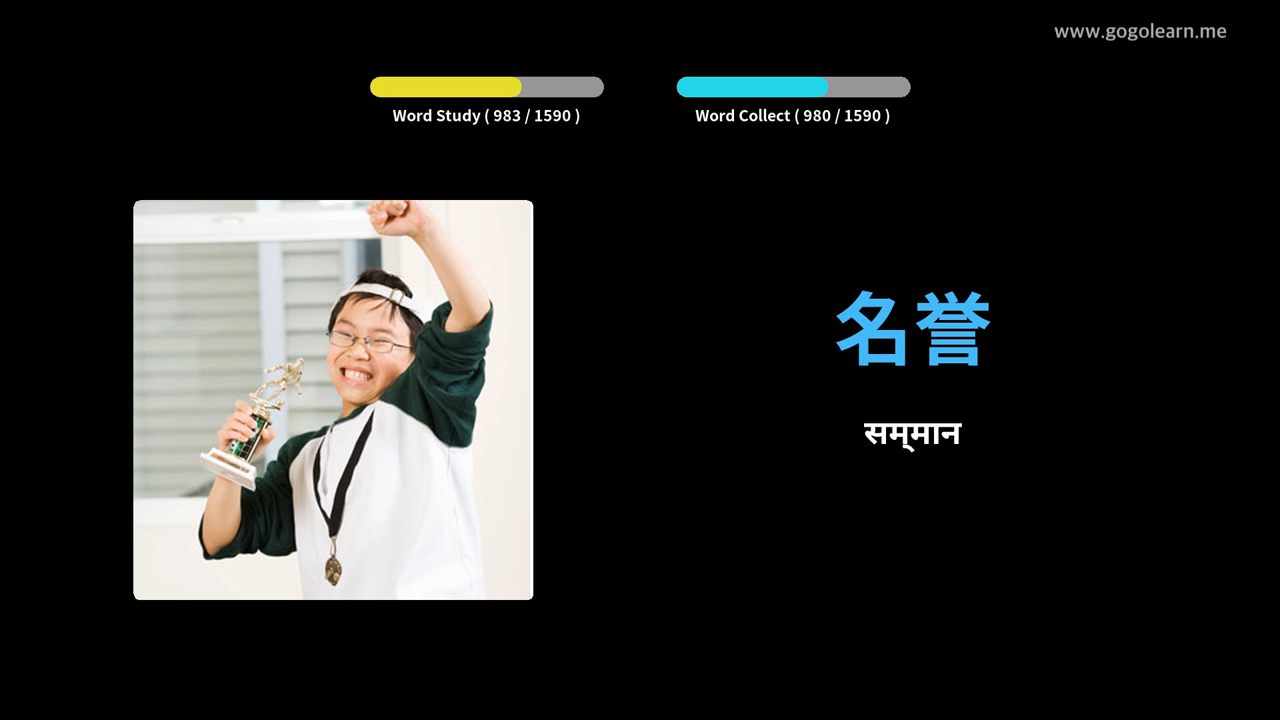 www.gogolearn.me
Word Study ( 983 / 1590 )
Word Collect ( 980 / 1590 )
名誉
सम्‌मान